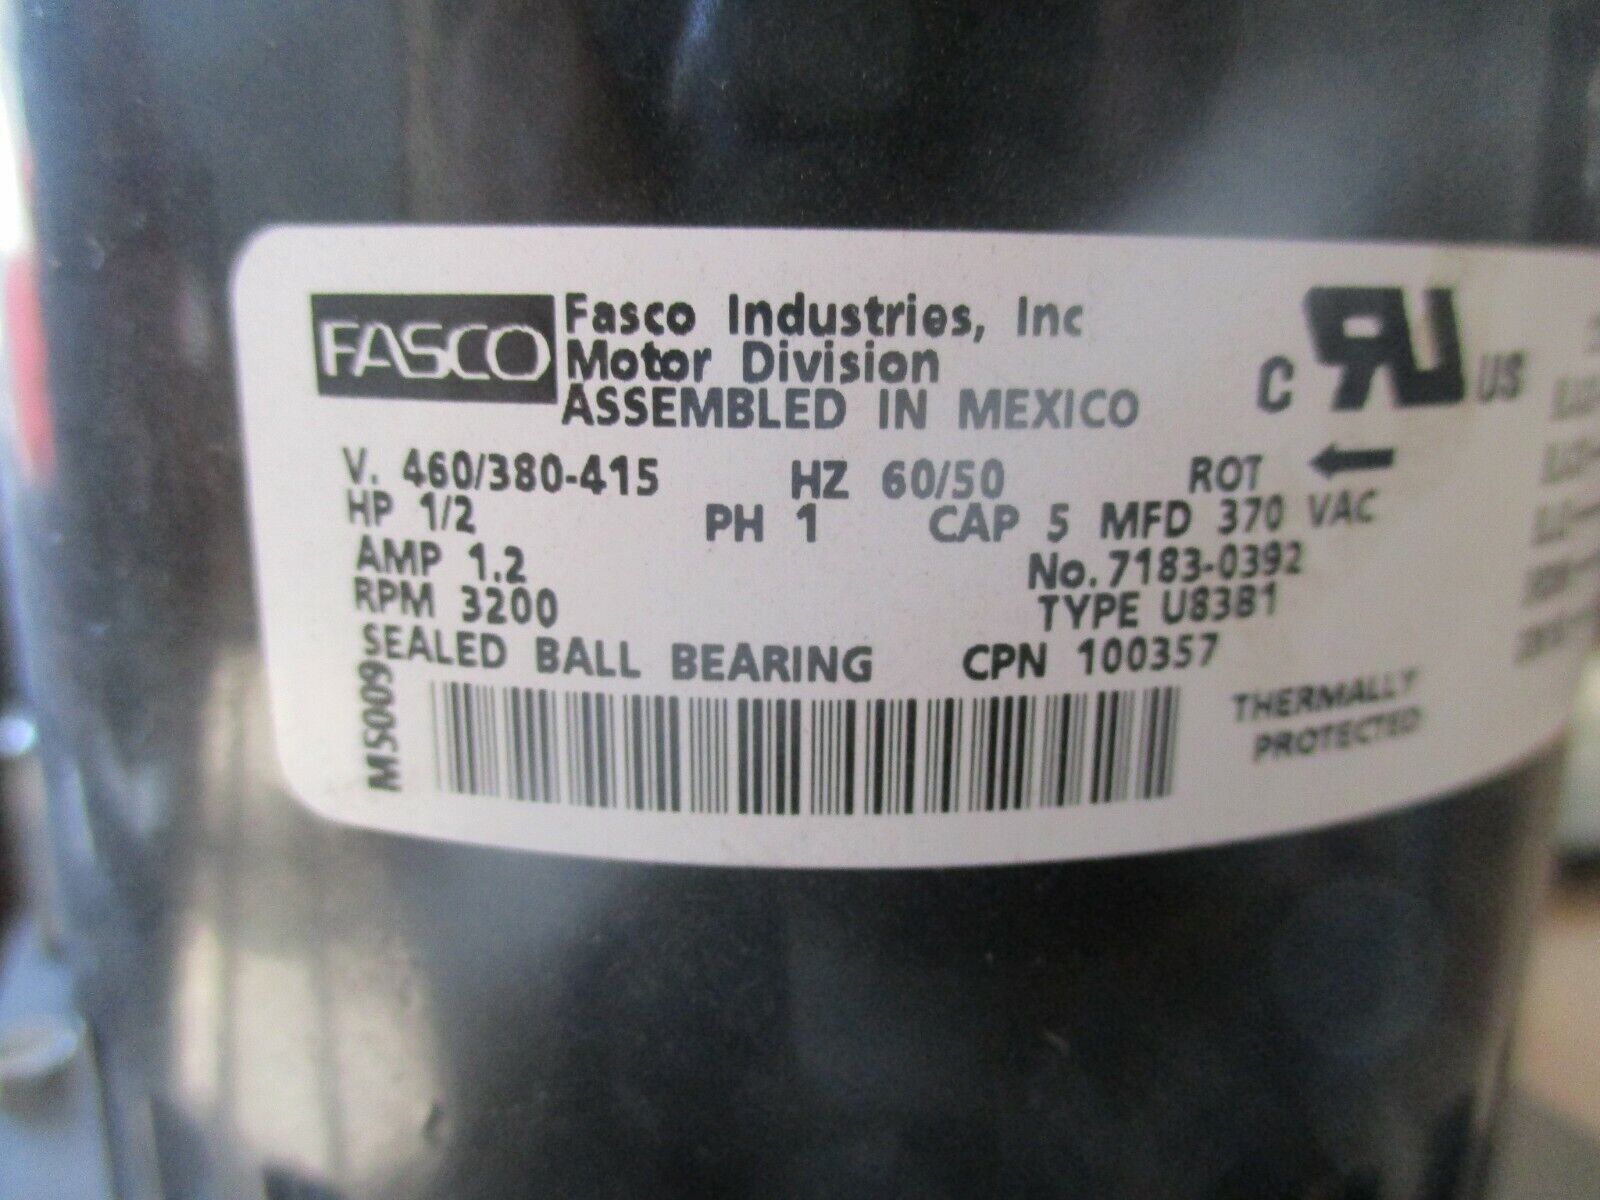 FASCO
Fasco Industries, Inc
Motor Division
ASSEMBLED IN MEXICO
C RU US
V. 460/380-415 HZ 60/50 ROT
HP 1/2 PH 1 CAP 5 MFD 370 VAC
AMP 1.2 No. 7183-0392
RPM 3200 TYPE U83B1
SEALED BALL BEARING CPN 100357
M5009
THERMALLY
PROTECTED